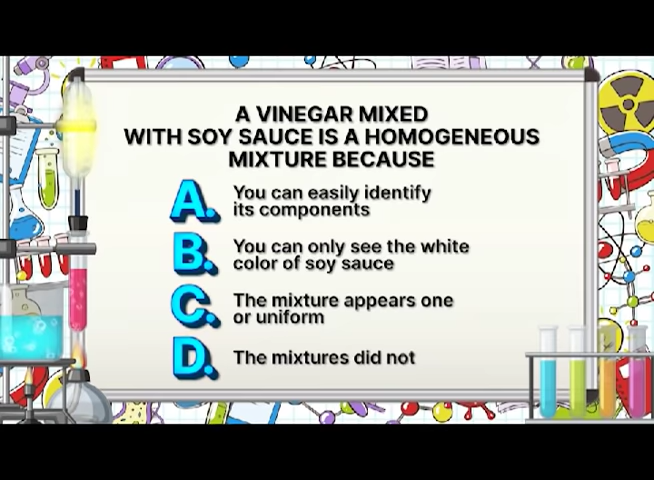 A VINEGAR MIXED
WITH SOY SAUCE IS A HOMOGENEOUS
MIXTURE BECAUSE
A. You can easily identify
its components
B. You can only see the white
color of soy sauce
C. The mixture appears one
or uniform
D. The mixtures did not